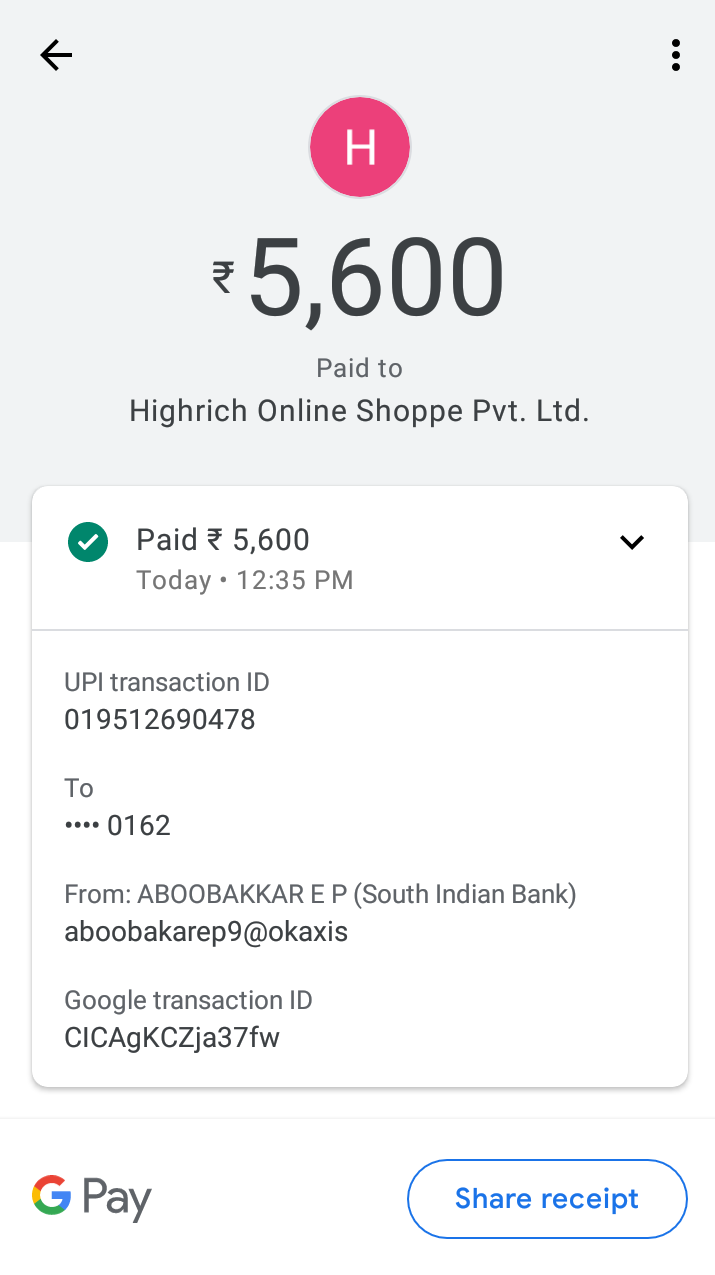 H
₹5,600
Paid to
Highrich Online Shoppe Pvt. Ltd.
Paid ₹ 5,600
Today • 12:35 PM
UPI transaction ID
019512690478
To
•••• 0162
From: ABOOBAKKAR E P (South Indian Bank)
aboobakarep9@okaxis
Google transaction ID
CICAgKCZja37fw
G Pay
Share receipt